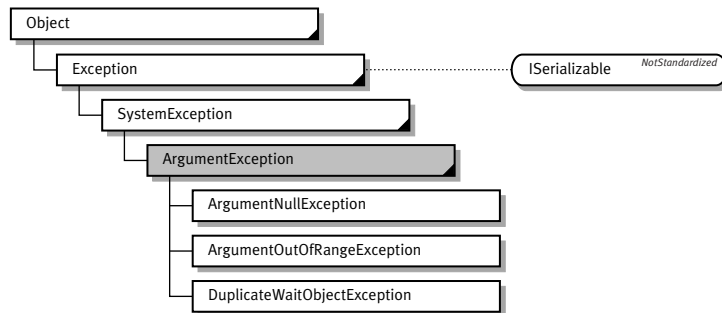 Object
Exception
ISerializable
NotStandardized
SystemException
ArgumentException
ArgumentNullException
ArgumentOutOfRangeException
DuplicateWaitObjectException